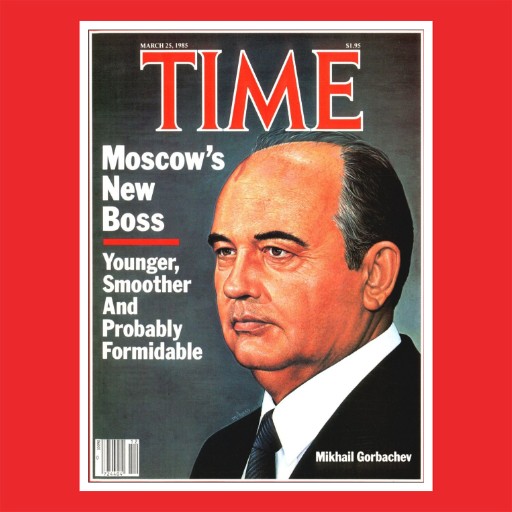 MARCH 25, 1985
$1.95
TIME
Moscow's
New
Boss
Younger,
Smoother
And
Probably
Formidable
Mikhail Gorbachev